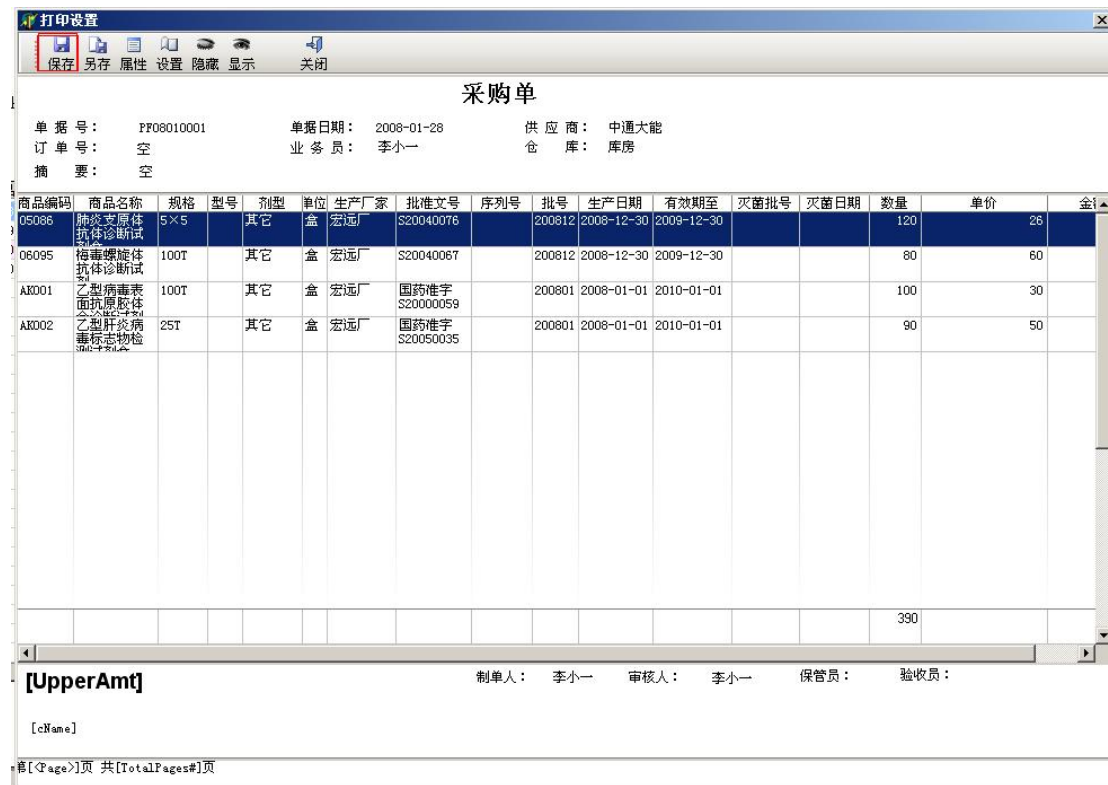 打印设置
保存 另存 属性 设置 隐藏 显示 关闭
采购单
单 据 号： PF08010001 单据日期： 2008-01-28 供 应 商： 中通大能
订 单 号： 空 业 务 员： 李小一 仓 库： 库房
摘 要： 空
商品编码 商品名称 规格 型号 剂型 单位 生产厂家 批准文号 序列号 批号 生产日期 有效期至 灭菌批号 灭菌日期 数量 单价
05086 肺炎支原体 5×5 其它 盒 宏远厂 S20040076 200812 2008-12-30 2009-12-30 120 26
抗体诊断试
06095 梅毒螺旋体 100T 其它 盒 宏远厂 S20040067 200812 2008-12-30 2009-12-30 80 60
抗体诊断试
AK001 乙型病毒表 100T 其它 盒 宏远厂 国药准字 200801 2008-01-01 2010-01-01 100 30
面抗原胶体 S20000059
AK002 乙型肝炎病 25T 其它 盒 宏远厂 国药准字 200801 2008-01-01 2010-01-01 90 50
毒标志物检 S20050035
390
[UpperAmt] 制单人： 李小一 审核人： 李小一 保管员： 验收员：
[cName]
第[<Page>]页 共[TotalPages#]页